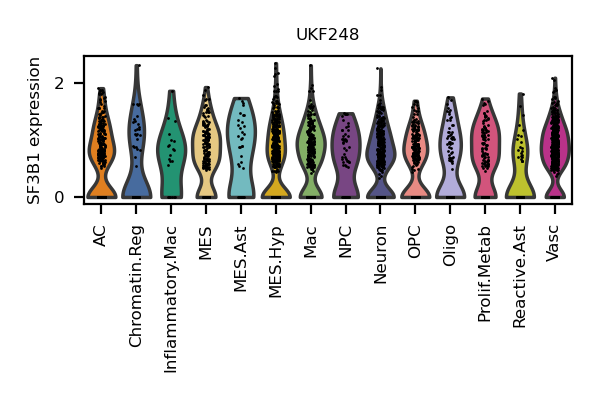 UKF248
SF3B1 expression
2
0
AC
Chromatin.Reg
Inflammatory.Mac
MES
MES.Ast
MES.Hyp
Mac
NPC
Neuron
OPC
Oligo
Prolif.Metab
Reactive.Ast
Vasc